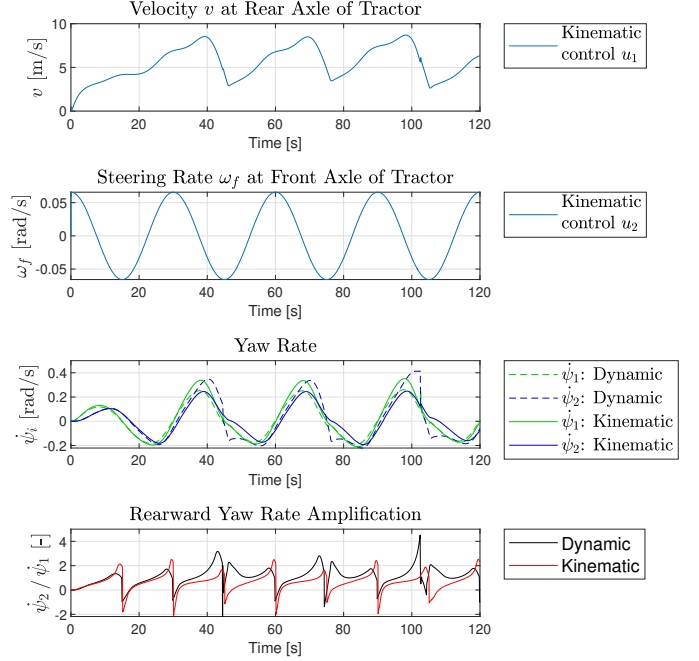 Velocity v at Rear Axle of Tractor
10
5
0
v [m/s]
0 20 40 60 80 100 120
Time [s]
Kinematic
control u₁
Steering Rate ω_f at Front Axle of Tractor
0.05
0
-0.05
ω_f [rad/s]
0 20 40 60 80 100 120
Time [s]
Kinematic
control u₂
Yaw Rate
0.4
0.2
0
-0.2
ψ̇_i [rad/s]
0 20 40 60 80 100 120
Time [s]
ψ̇₁: Dynamic
ψ̇₂: Dynamic
ψ̇₁: Kinematic
ψ̇₂: Kinematic
Rearward Yaw Rate Amplification
4
2
0
-2
ψ̇₂ / ψ̇₁ [-]
0 20 40 60 80 100 120
Time [s]
Dynamic
Kinematic